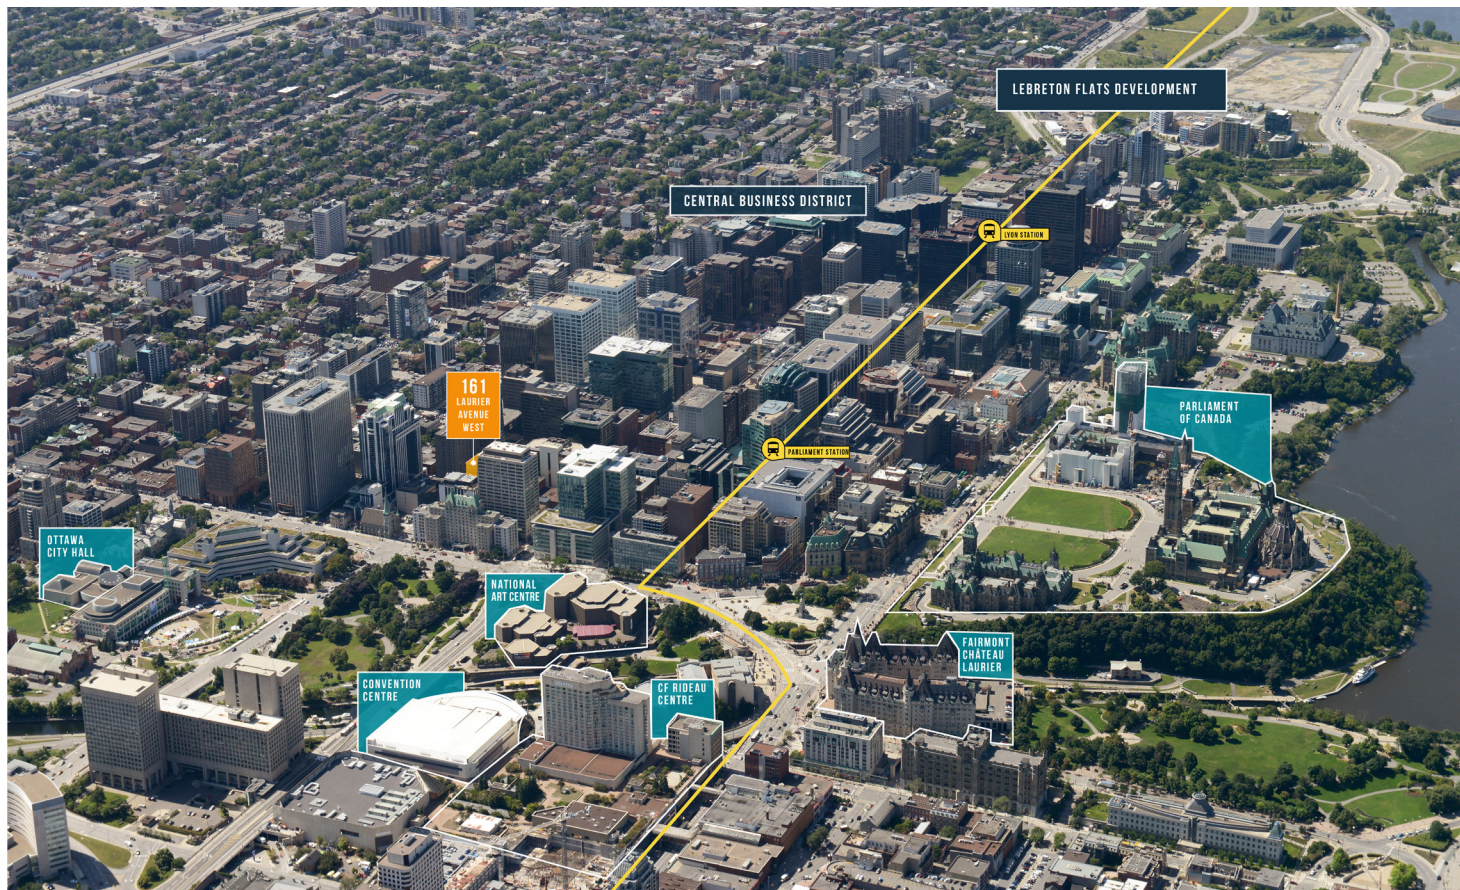 LEBRETON FLATS DEVELOPMENT
CENTRAL BUSINESS DISTRICT
LYON STATION
161
LAURIER
AVENUE
WEST
PARLIAMENT
OF CANADA
PARLIAMENT STATION
OTTAWA
CITY HALL
NATIONAL
ART CENTRE
FAIRMONT
CHÂTEAU
LAURIER
CONVENTION
CENTRE
CF RIDEAU
CENTRE